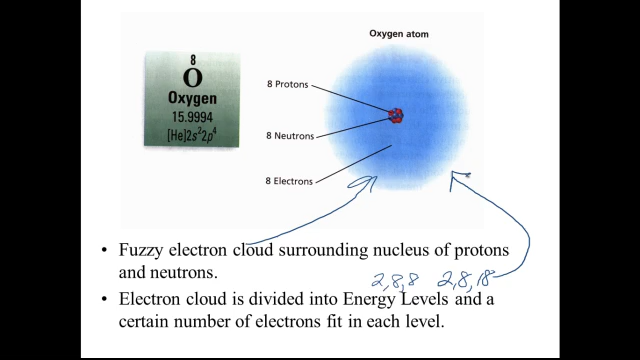 Oxygen atom
8
O
Oxygen
15.9994
[He]2s²2p⁴
8 Protons
8 Neutrons
8 Electrons
• Fuzzy electron cloud surrounding nucleus of protons
and neutrons.
2,8,8 2,8,18
• Electron cloud is divided into Energy Levels and a
certain number of electrons fit in each level.